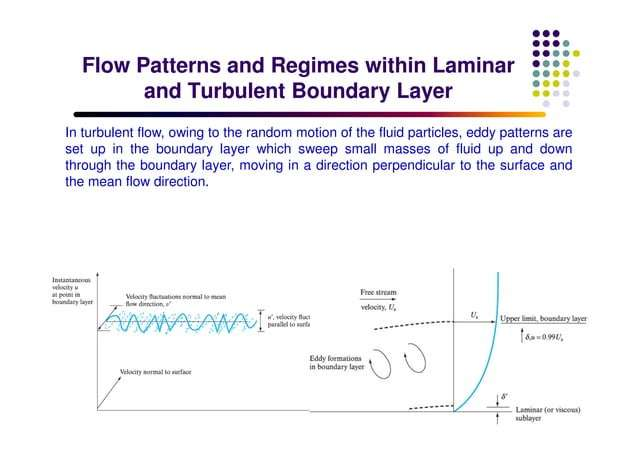 Flow Patterns and Regimes within Laminar
and Turbulent Boundary Layer
In turbulent flow, owing to the random motion of the fluid particles, eddy patterns are
set up in the boundary layer which sweep small masses of fluid up and down
through the boundary layer, moving in a direction perpendicular to the surface and
the mean flow direction.
Instantaneous
velocity u
at point in
boundary layer
Velocity fluctuations normal to mean
flow direction, v'
u', velocity fluct
parallel to surfa
Velocity normal to surface
Free stream
velocity, Us
Us
Upper limit, boundary layer
δ,u = 0.99Us
Eddy formations
in boundary layer
δ'
Laminar (or viscous)
sublayer